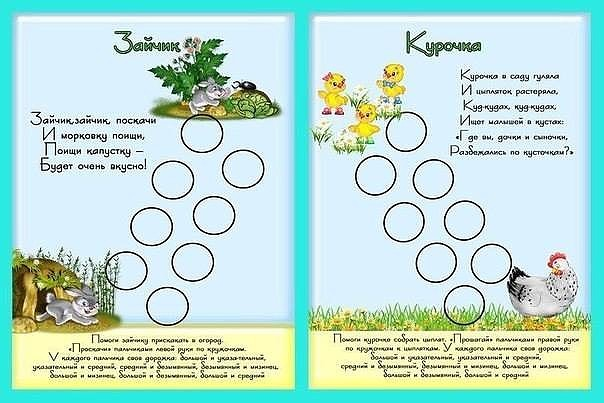 Зайчик
Зайчик,зайчик, поскачи
И морковку поищи,
Поищи капустку –
Будет очень вкусно!
Помоги зайчику прискакать в огород.
"Проскачи" пальчиками левой руки по кружочкам.
У каждого пальчика своя дорожка: большой и указа-тельный,
указательный и средний, средний и безымянный, безымянный и мизинец,
большой и мизинец, большой и безымянный, большой и средний
Курочка
Курочка в саду гуляла
И цыпляток растеряла,
Куд-кудах, куд-кудах,
Ищет малышей в кустах:
«Где вы, дочки и сыночки,
Разбежались по кусточкам?»
Помоги курочке собрать цыплят. "Прошагай" пальчиками правой руки
по кружочкам к цыпляткам. У каждого пальчика своя дорожка:
большой и указательный, указательный и средний,
средний и безымянный, безымянный и мизинец, большой и мизинец,
большой и безымянный, большой и средний